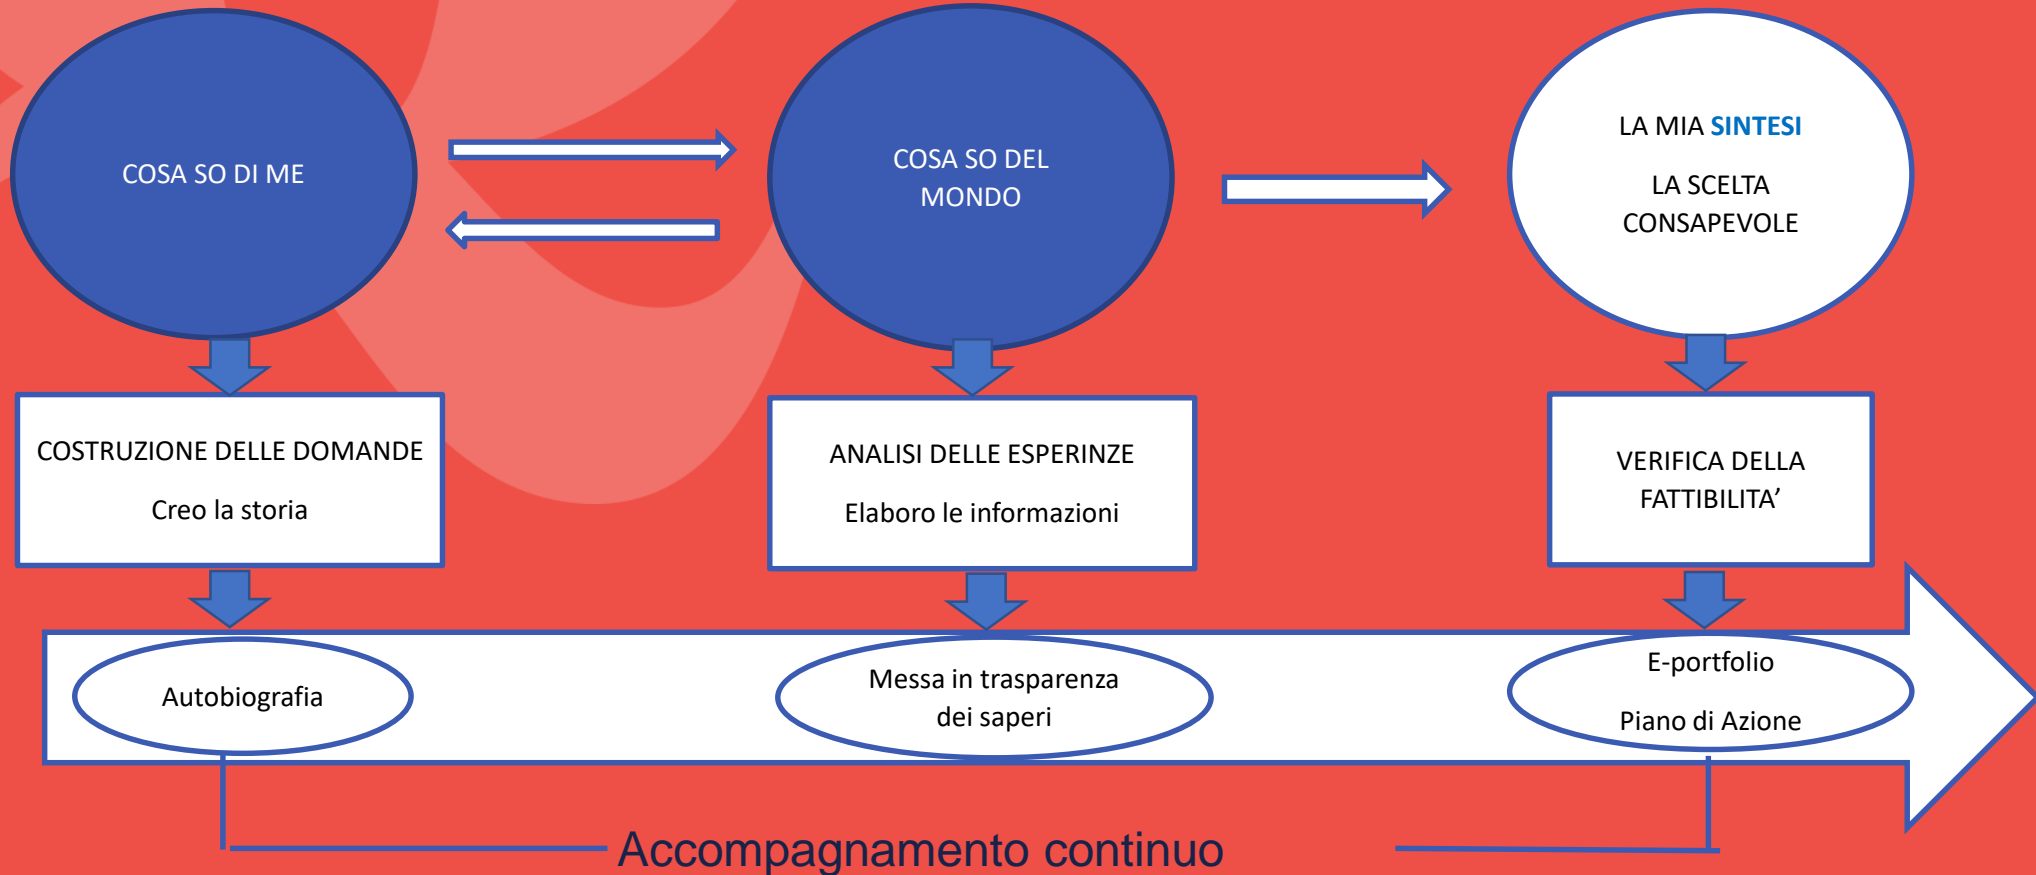 COSA SO DI ME
COSA SO DEL
MONDO
LA MIA SINTESI
LA SCELTA
CONSAPEVOLE
COSTRUZIONE DELLE DOMANDE
Creo la storia
ANALISI DELLE ESPERINZE
Elaboro le informazioni
VERIFICA DELLA
FATTIBILITA’
Autobiografia
Messa in trasparenza
dei saperi
E-portfolio
Piano di Azione
Accompagnamento continuo